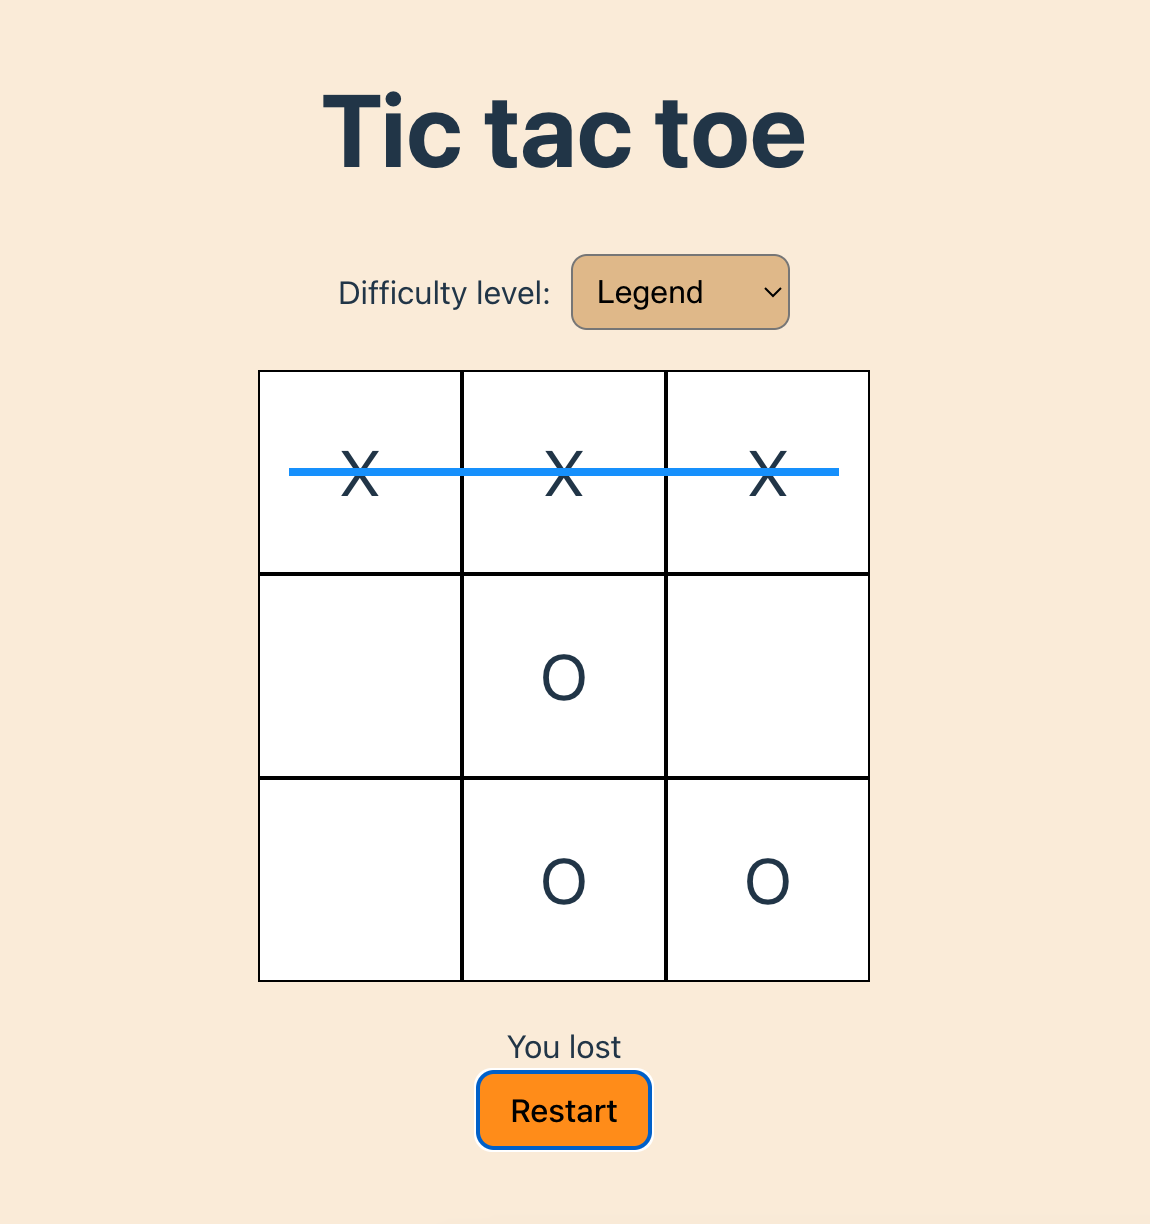 Tic tac toe
Difficulty level: Legend
X X X
O
O O
You lost
Restart